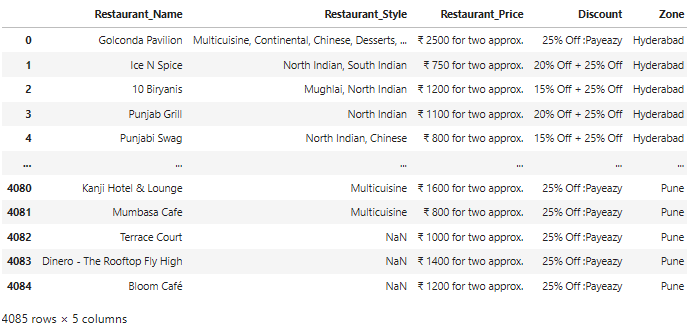 Restaurant_Name Restaurant_Style Restaurant_Price Discount Zone
0 Golconda Pavilion Multicuisine, Continental, Chinese, Desserts, ... ₹ 2500 for two approx. 25% Off :Payeazy Hyderabad
1 Ice N Spice North Indian, South Indian ₹ 750 for two approx. 20% Off + 25% Off Hyderabad
2 10 Biryanis Mughlai, North Indian ₹ 1200 for two approx. 15% Off + 25% Off Hyderabad
3 Punjab Grill North Indian ₹ 1100 for two approx. 20% Off + 25% Off Hyderabad
4 Punjabi Swag North Indian, Chinese ₹ 800 for two approx. 15% Off + 25% Off Hyderabad
... ... ... ... ... ...
4080 Kanji Hotel & Lounge Multicuisine ₹ 1600 for two approx. 25% Off :Payeazy Pune
4081 Mumbasa Cafe Multicuisine ₹ 800 for two approx. 25% Off :Payeazy Pune
4082 Terrace Court NaN ₹ 1000 for two approx. 25% Off :Payeazy Pune
4083 Dinero - The Rooftop Fly High NaN ₹ 1400 for two approx. 25% Off :Payeazy Pune
4084 Bloom Café NaN ₹ 1200 for two approx. 25% Off :Payeazy Pune
4085 rows × 5 columns